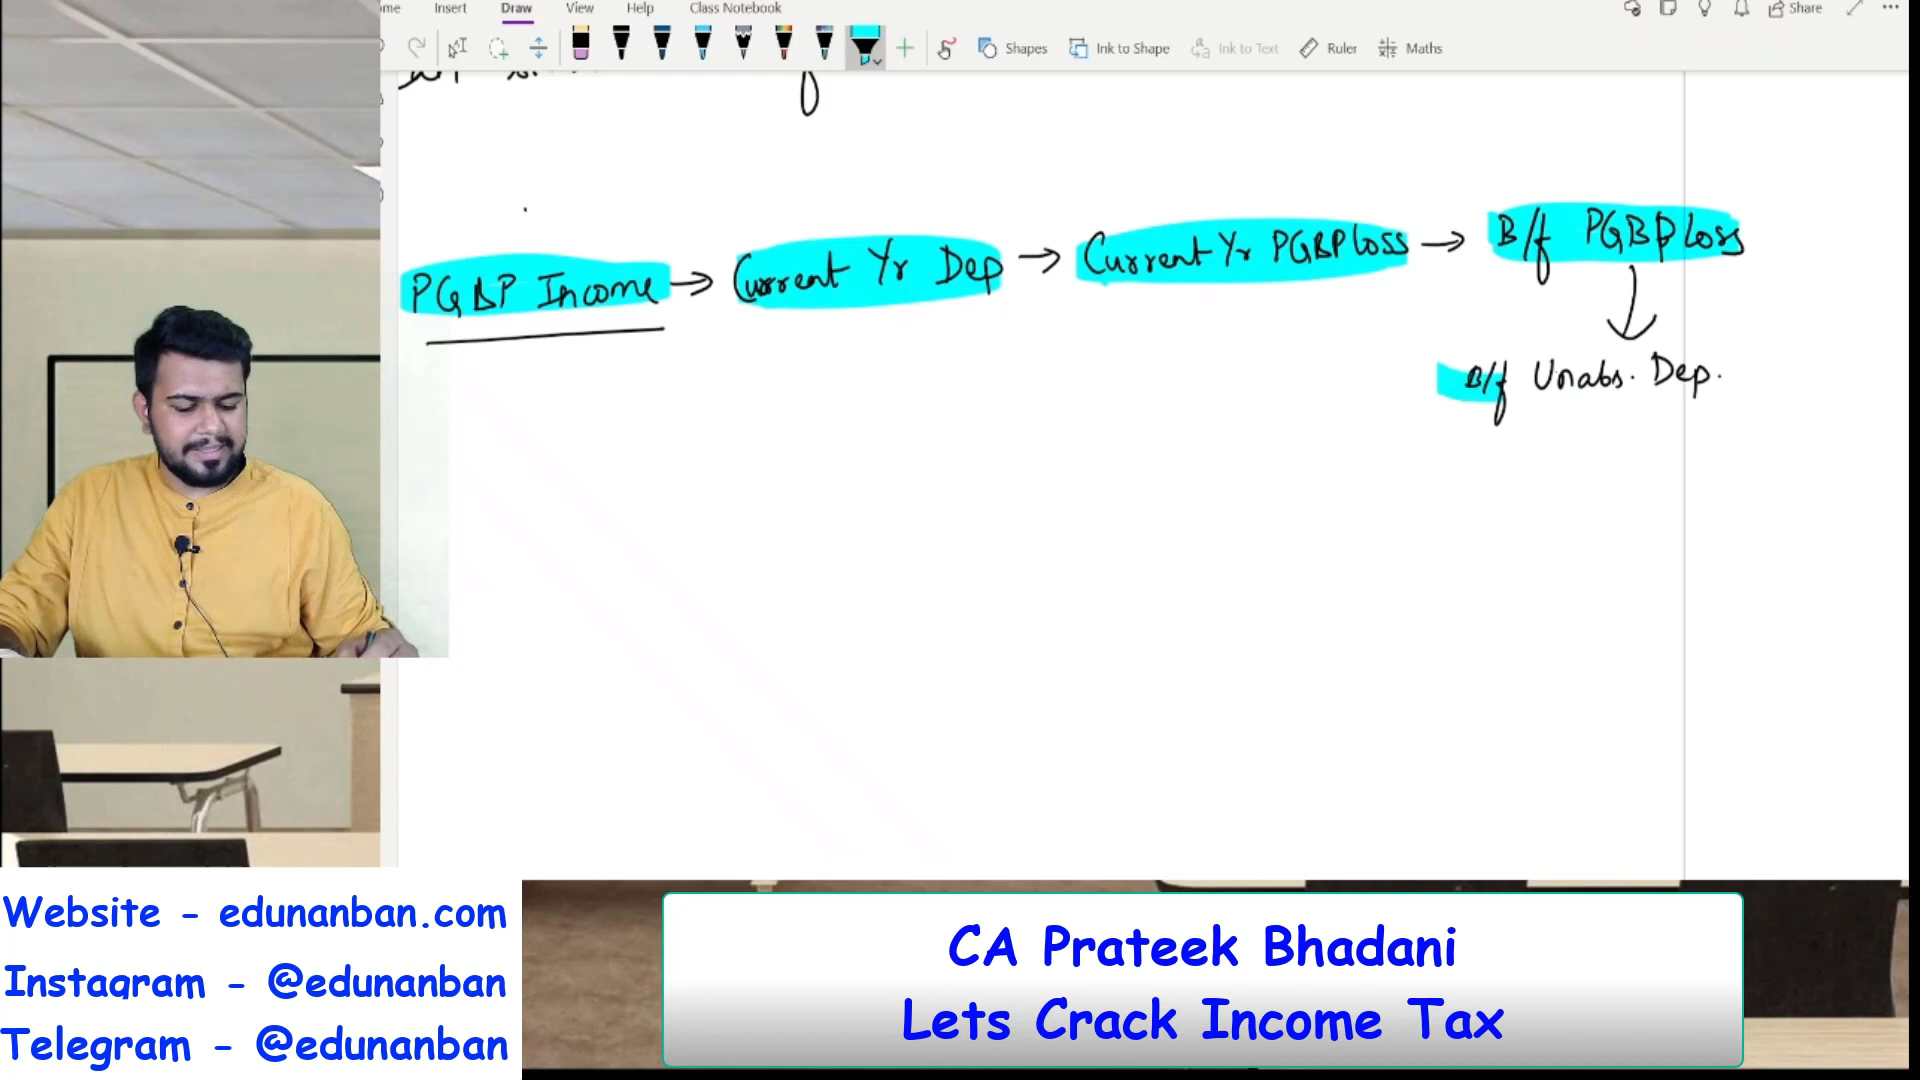 Insert Draw View Help Class Notebook Share
Shapes Ink to Shape Ink to Text Ruler Maths
PGBP Income → Current Yr Dep → Current Yr PGBP Loss → B/f PGBP Loss
B/f Unabs. Dep.
Website - edunanban.com
Instagram - @edunanban
Telegram - @edunanban
CA Prateek Bhadani
Lets Crack Income Tax